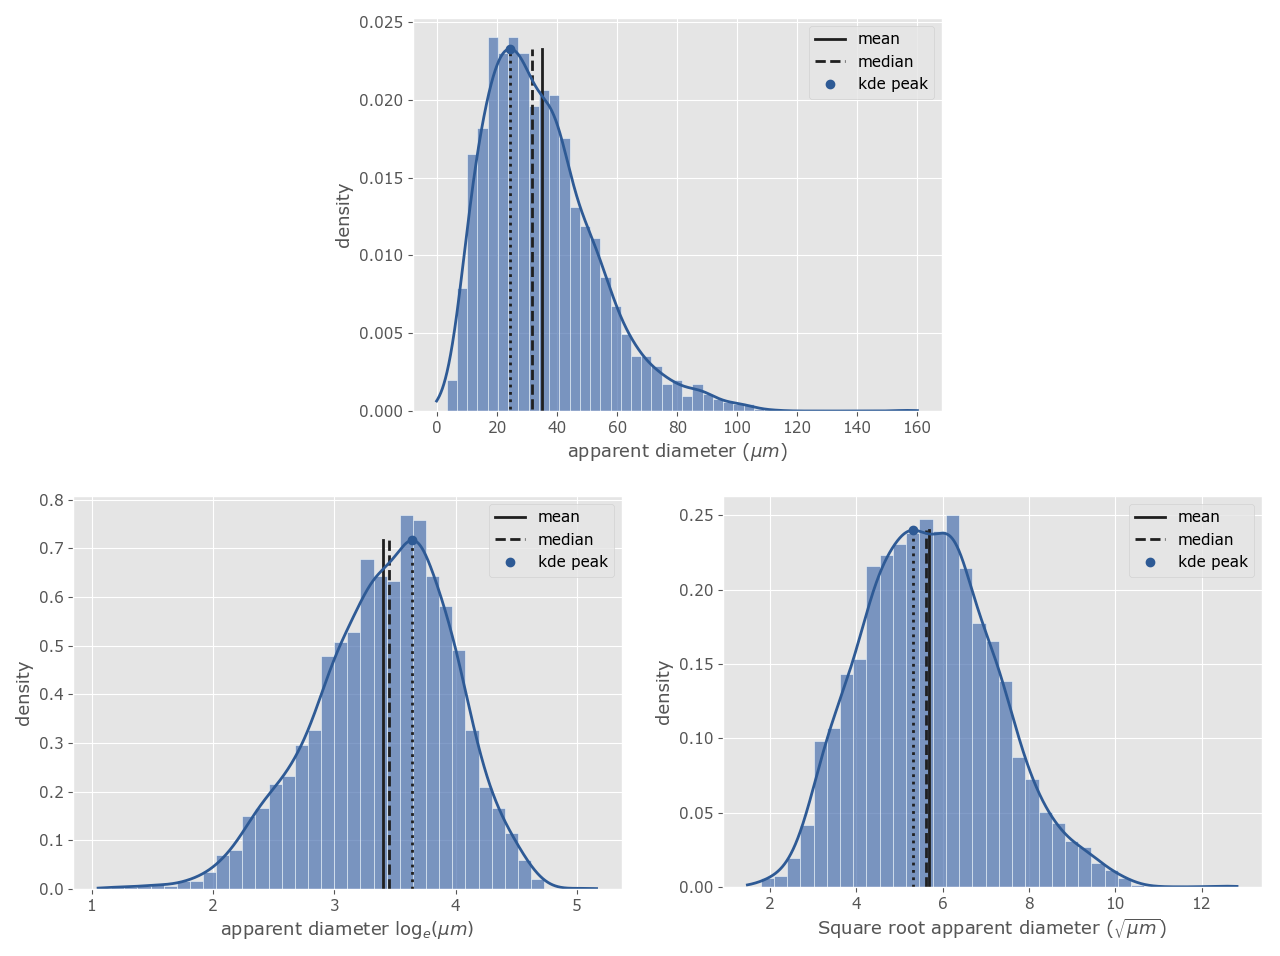 0.025
0.020
0.015
0.010
0.005
0.000
density
mean
median
kde peak
0 20 40 60 80 100 120 140 160
apparent diameter (μm)
0.8
0.7
0.6
0.5
0.4
0.3
0.2
0.1
0.0
density
mean
median
kde peak
1 2 3 4 5
apparent diameter logₑ(μm)
0.25
0.20
0.15
0.10
0.05
0.00
density
mean
median
kde peak
2 4 6 8 10 12
Square root apparent diameter (√μm)